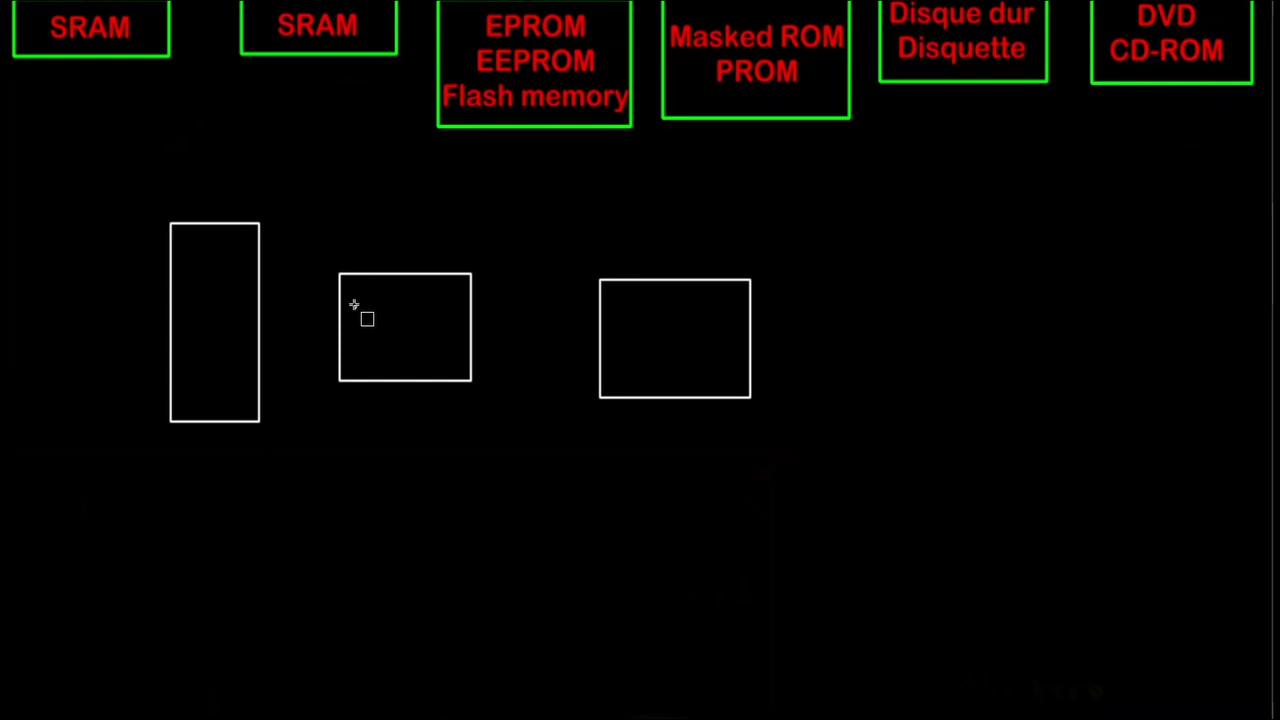 SRAM
SRAM
EPROM
EEPROM
Flash memory
Masked ROM
PROM
Disque dur
Disquette
DVD
CD-ROM